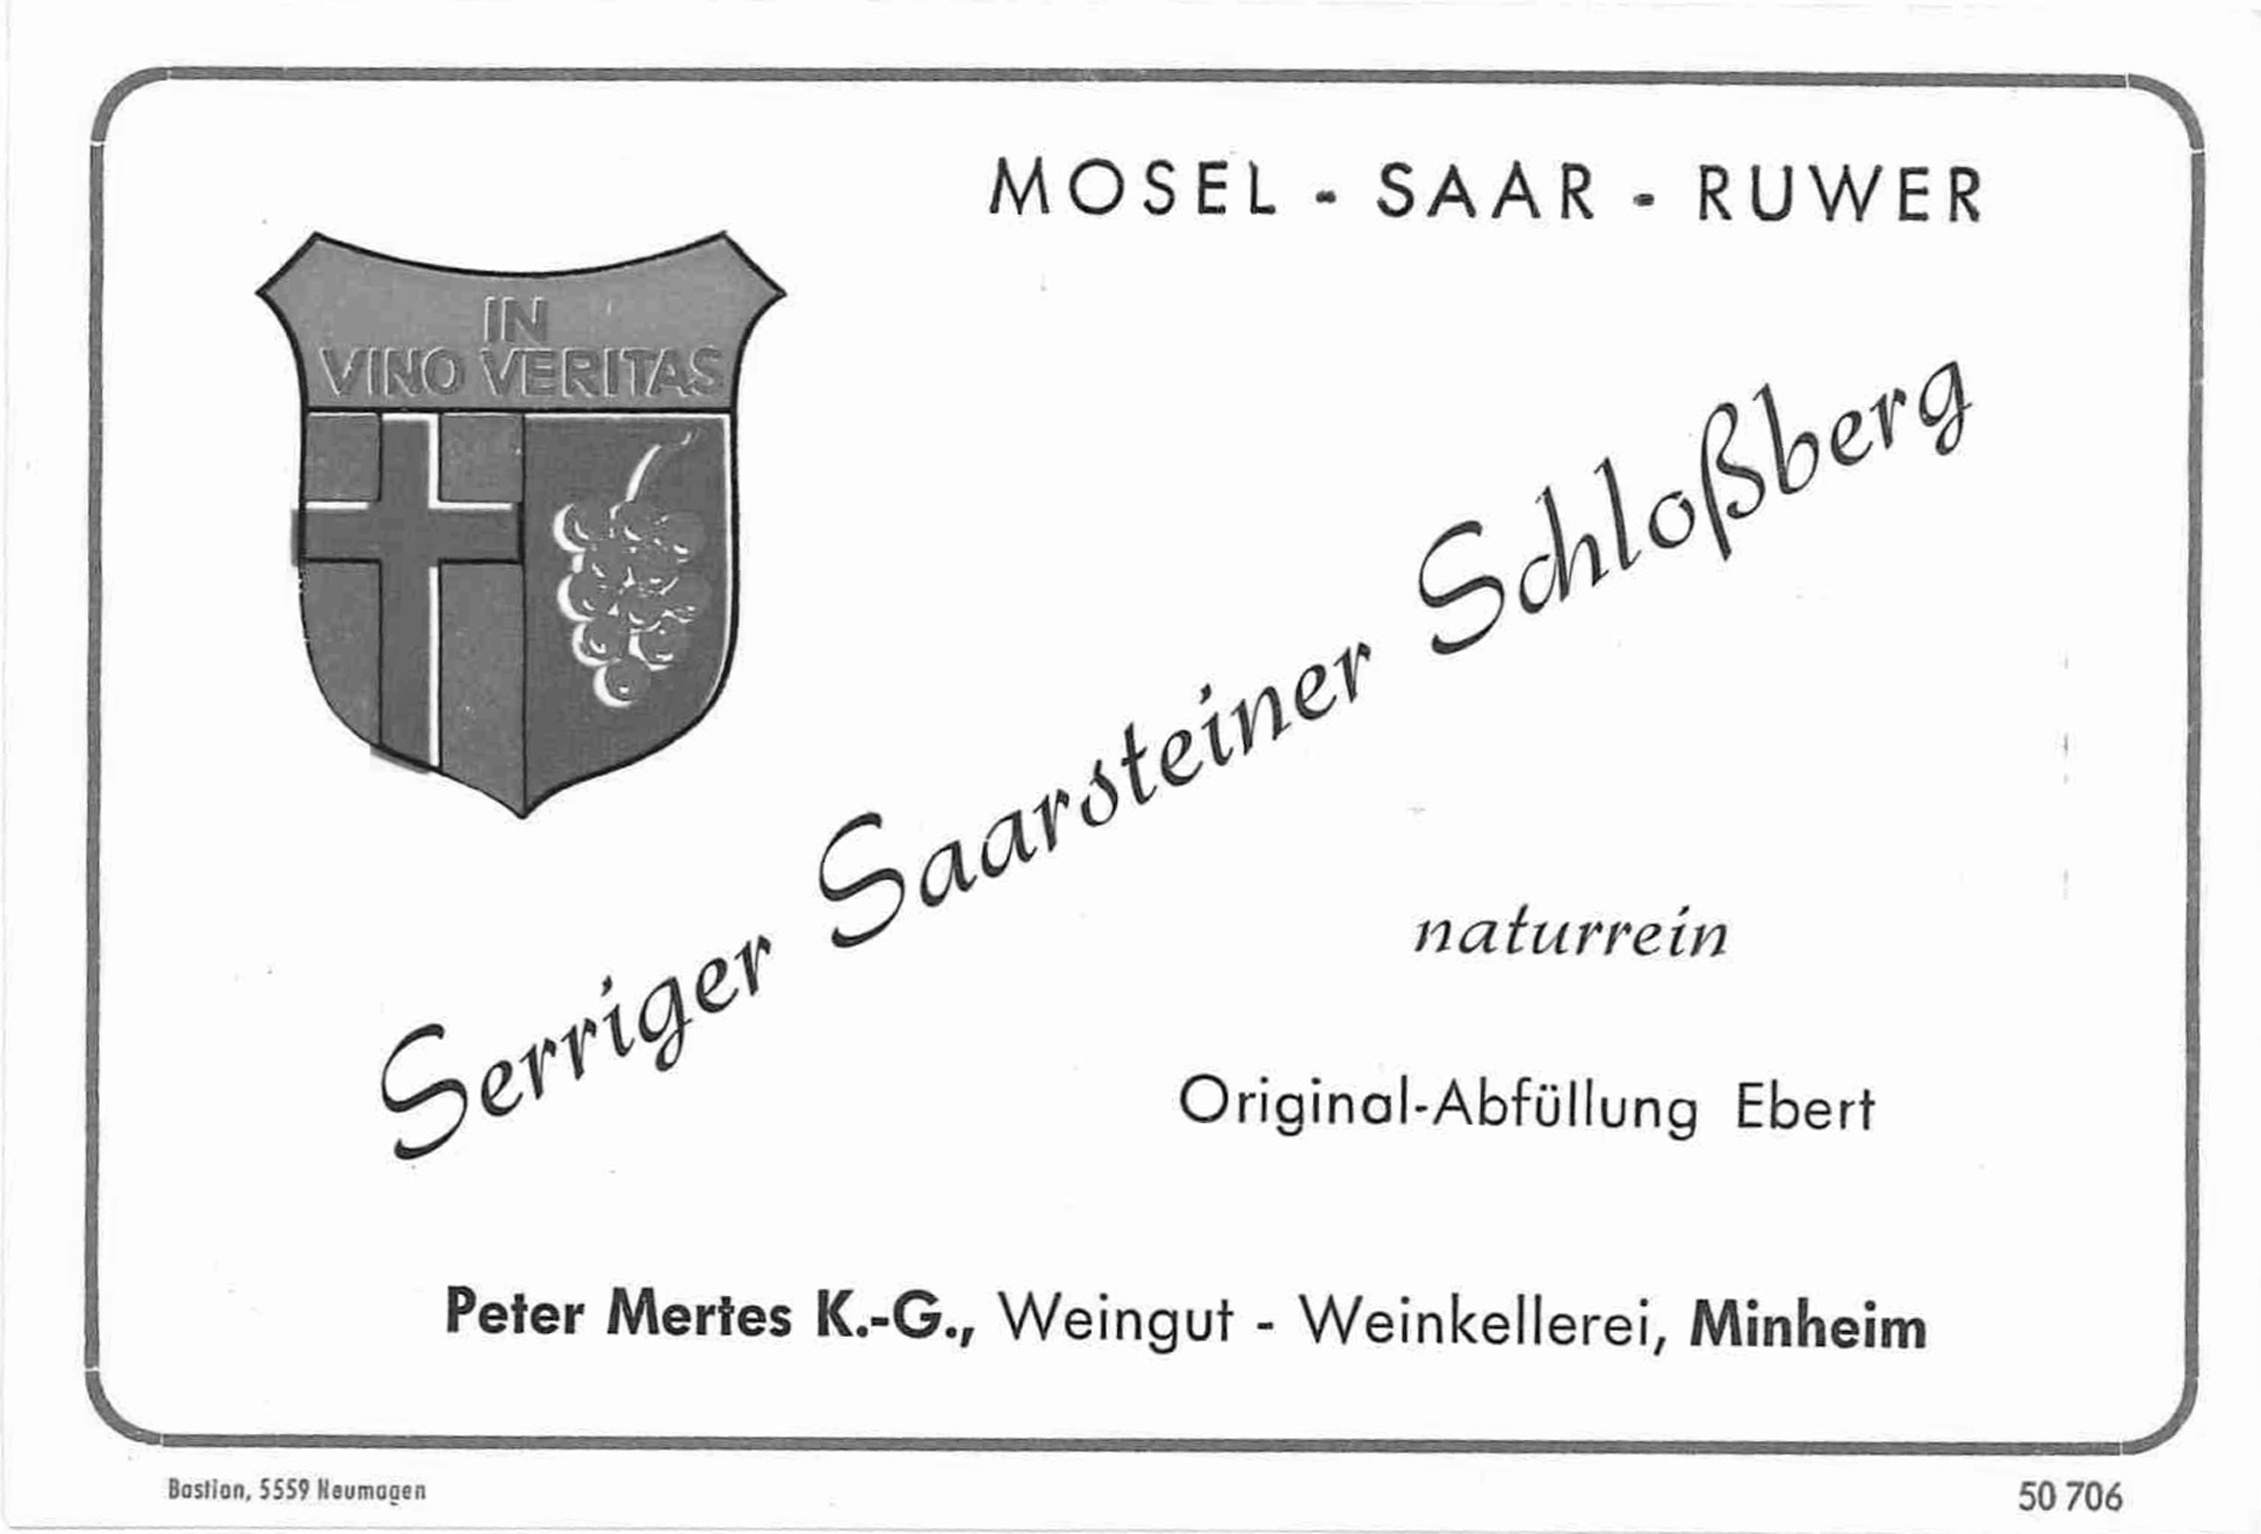 MOSEL - SAAR - RUWER
IN
VINO VERITAS
Serriger Saarsteiner Schloßberg
naturrein
Original-Abfüllung Ebert
Peter Mertes K.-G., Weingut - Weinkellerei, Minheim
Bastian, 5559 Neumagen
50 706